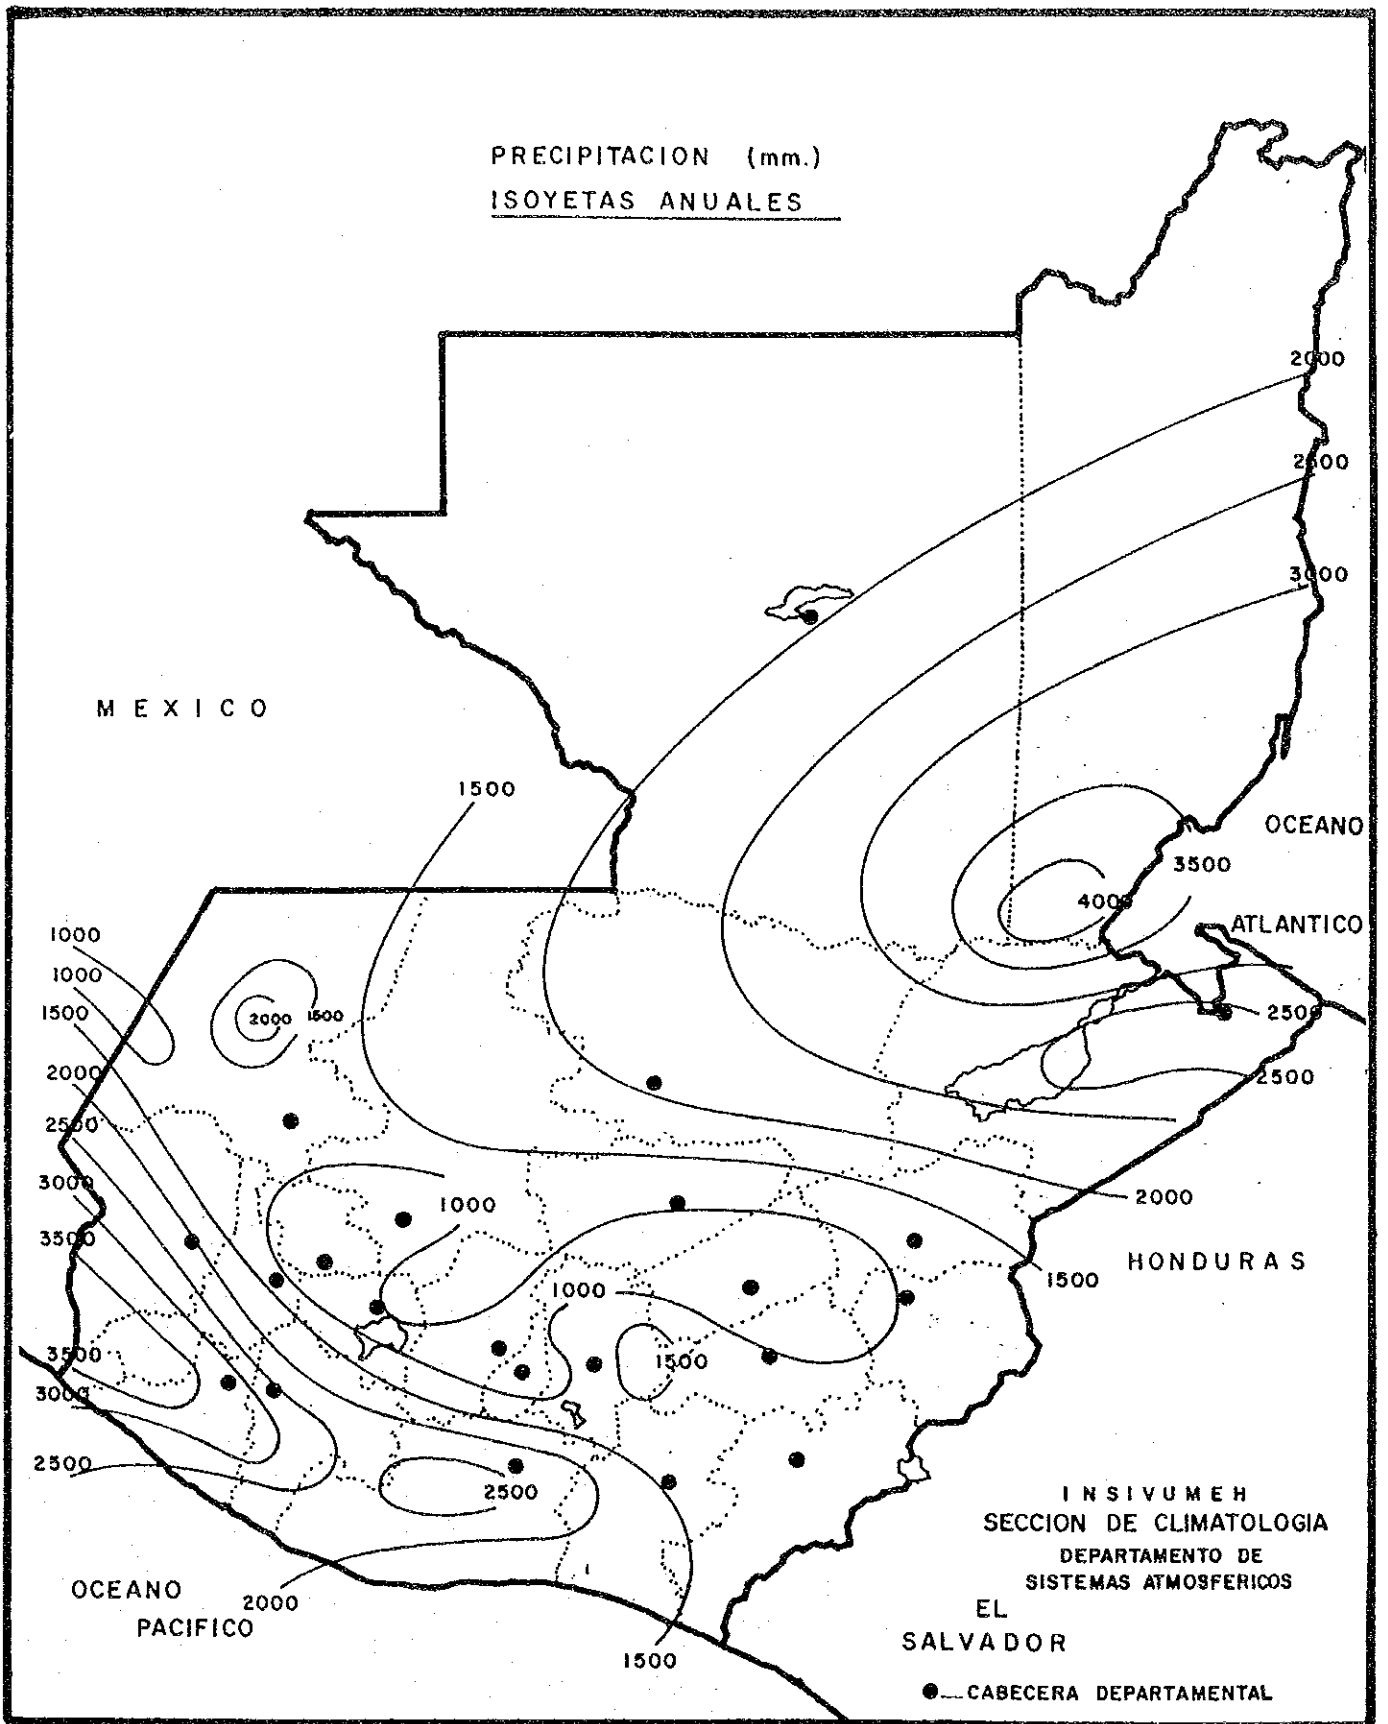 PRECIPITACION (mm.)
ISOYETAS ANUALES
2000
2500
3000
MEXICO
1500
OCEANO
3500
4000
ATLANTICO
1000
1000
1500
2000
1500
2500
2000
2500
2500
3000
1000
2000
3500
HONDURAS
1500
1000
3500
1500
3000
2500
2500
INSIVUMEH
SECCION DE CLIMATOLOGIA
DEPARTAMENTO DE
SISTEMAS ATMOSFERICOS
OCEANO
PACIFICO
2000
EL
SALVADOR
1500
CABECERA DEPARTAMENTAL